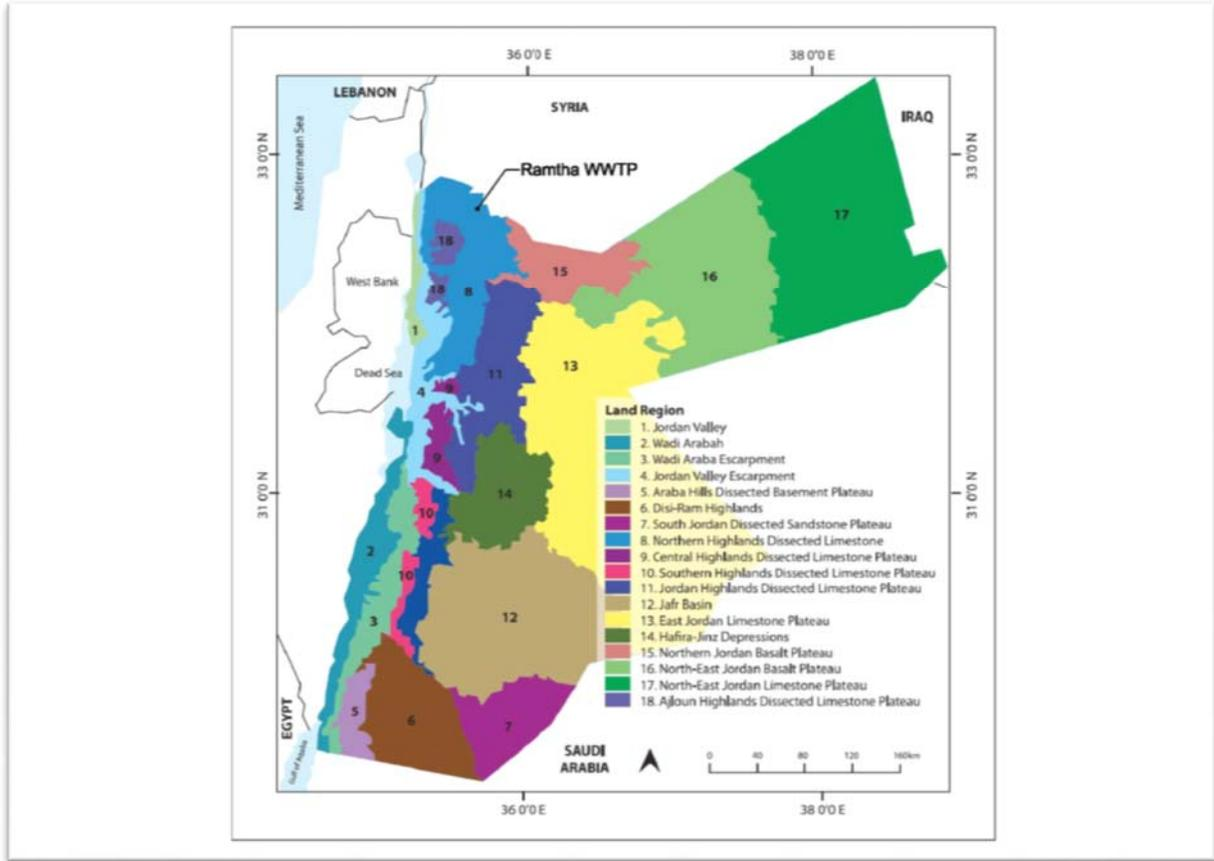 36 0'0 E
38 0'0 E
LEBANON
SYRIA
IRAQ
Mediterranean Sea
33 0'0 N
33 0'0 N
Ramtha WWTP
17
18
15
16
West Bank
18
8
1
13
Dead Sea
11
4
9
Land Region
1. Jordan Valley
2. Wadi Arabah
3. Wadi Araba Escarpment
4. Jordan Valley Escarpment
5. Araba Hills Dissected Basement Plateau
6. Disi-Ram Highlands
7. South Jordan Dissected Sandstone Plateau
8. Northern Highlands Dissected Limestone
9. Central Highlands Dissected Limestone Plateau
10. Southern Highlands Dissected Limestone Plateau
11. Jordan Highlands Dissected Limestone Plateau
12. Jafr Basin
13. East Jordan Limestone Plateau
14. Hafira-Jinz Depressions
15. Northern Jordan Basalt Plateau
16. North-East Jordan Basalt Plateau
17. North-East Jordan Limestone Plateau
18. Ajloun Highlands Dissected Limestone Plateau
9
14
31 0'0 N
31 0'0 N
10
2
10
12
3
EGYPT
5
6
7
Gulf of Aqaba
SAUDI
ARABIA
0 40 80 120 160km
36 0'0 E
38 0'0 E